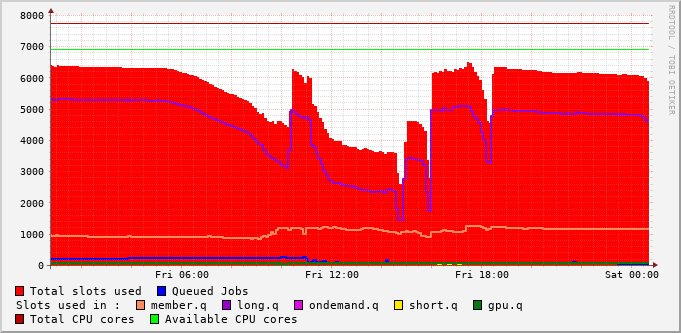 8000
7000
6000
5000
4000
3000
2000
1000
0
Fri 06:00 Fri 12:00 Fri 18:00 Sat 00:00
Total slots used Queued Jobs
Slots used in : member.q long.q ondemand.q short.q gpu.q
Total CPU cores Available CPU cores
RRDTOOL / TOBI OETIKER